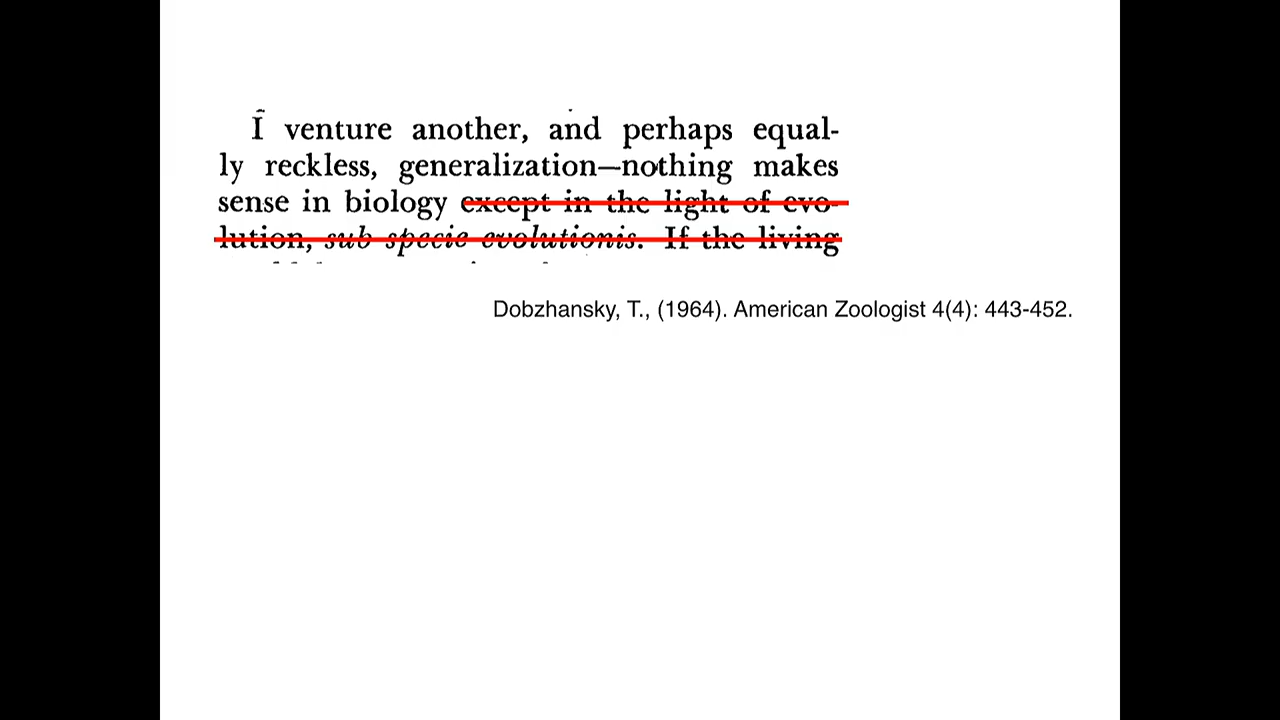 I venture another, and perhaps equal-
ly reckless, generalization—nothing makes
sense in biology except in the light of evo-
lution, sub specie evolutionis. If the living
Dobzhansky, T., (1964). American Zoologist 4(4): 443-452.